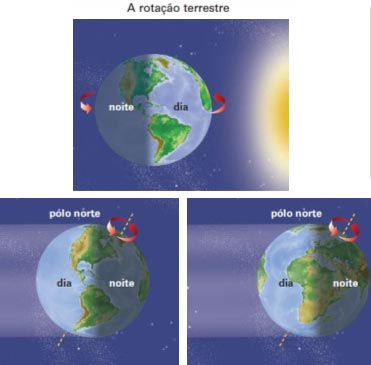 A rotação terrestre
noite
dia
pólo norte
dia
noite
pólo norte
dia
noite